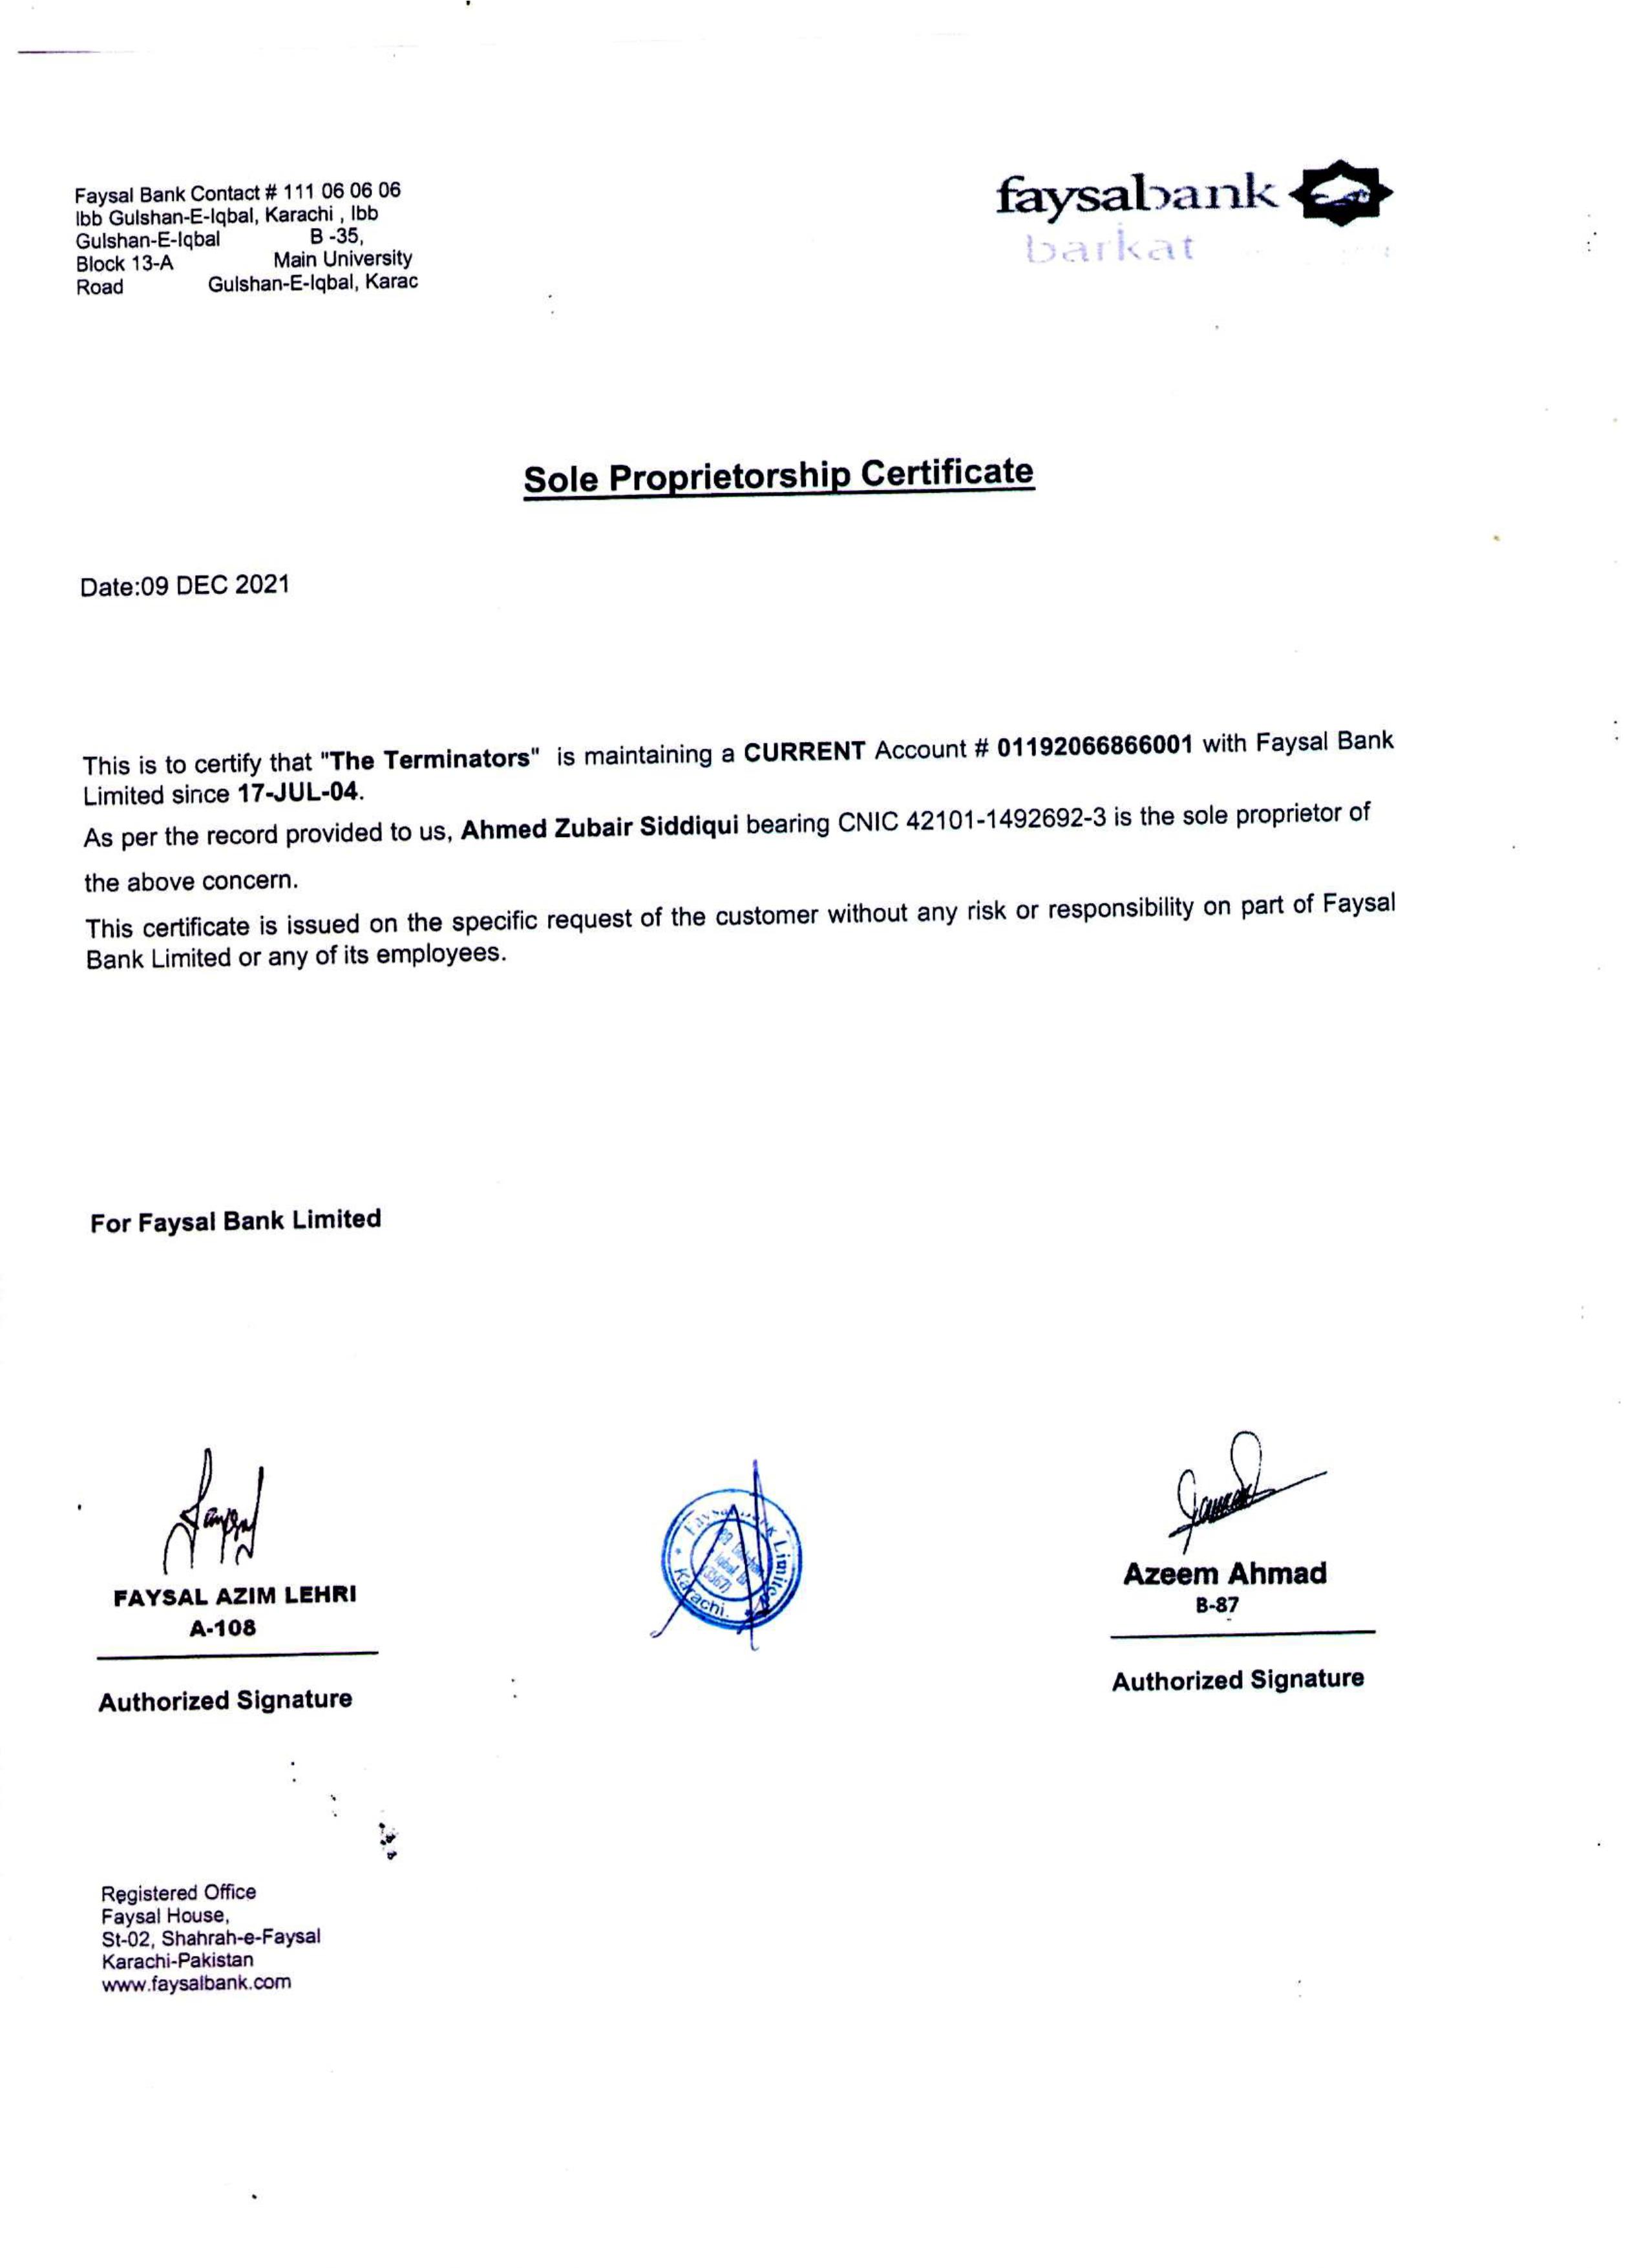 Faysal Bank Contact # 111 06 06 06
Ibb Gulshan-E-Iqbal, Karachi , Ibb
Gulshan-E-Iqbal B -35,
Block 13-A Main University
Road Gulshan-E-Iqbal, Karac
faysabank
barkat
Sole Proprietorship Certificate
Date:09 DEC 2021
This is to certify that "The Terminators" is maintaining a CURRENT Account # 01192066866001 with Faysal Bank
Limited since 17-JUL-04.
As per the record provided to us, Ahmed Zubair Siddiqui bearing CNIC 42101-1492692-3 is the sole proprietor of
the above concern.
This certificate is issued on the specific request of the customer without any risk or responsibility on part of Faysal
Bank Limited or any of its employees.
For Faysal Bank Limited
FAYSAL AZIM LEHRI
A-108
Authorized Signature
Limited
Iqbal
(3367)
Karachi.
Azeem Ahmad
B-87
Authorized Signature
Registered Office
Faysal House,
St-02, Shahrah-e-Faysal
Karachi-Pakistan
www.faysalbank.com